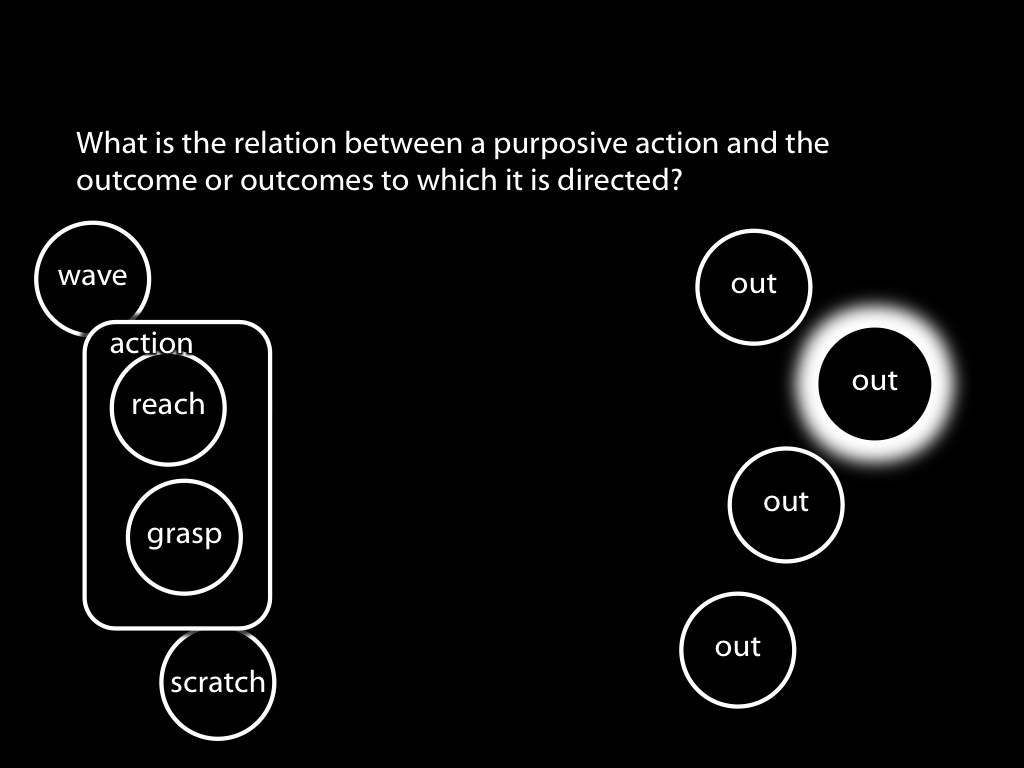 What is the relation between a purposive action and the
outcome or outcomes to which it is directed?
wave
out
action
out
reach
out
grasp
out
scratch